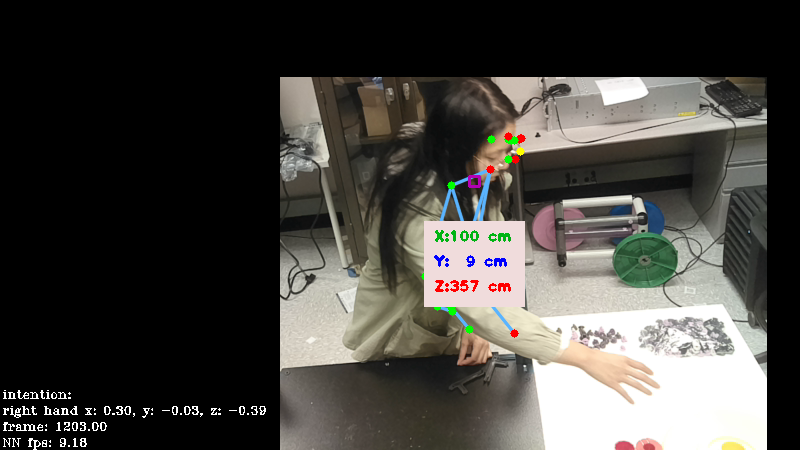 X:100 cm
Y: 9 cm
Z:357 cm
intention:
right hand x: 0.30, y: -0.03, z: -0.39
frame: 1203.00
NN fps: 9.18